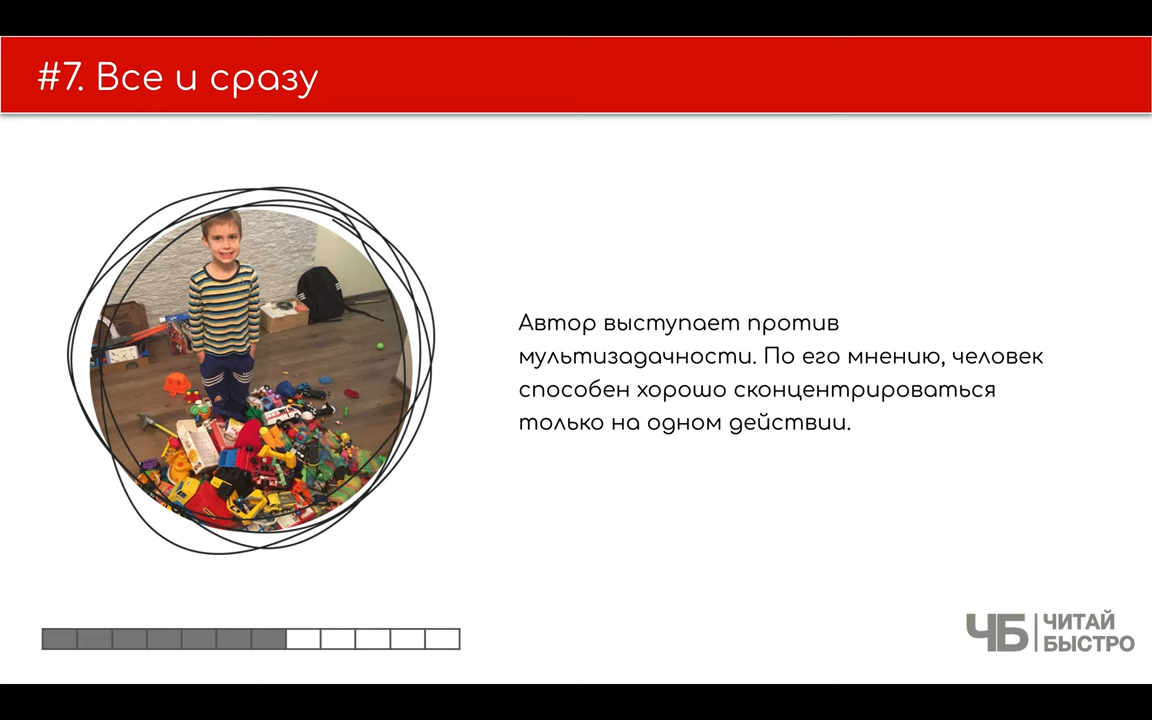 #7. Все и сразу
Автор выступает против
мультизадачности. По его мнению, человек
способен хорошо сконцентрироваться
только на одном действии.
ЧБ
ЧИТАЙ
БЫСТРО